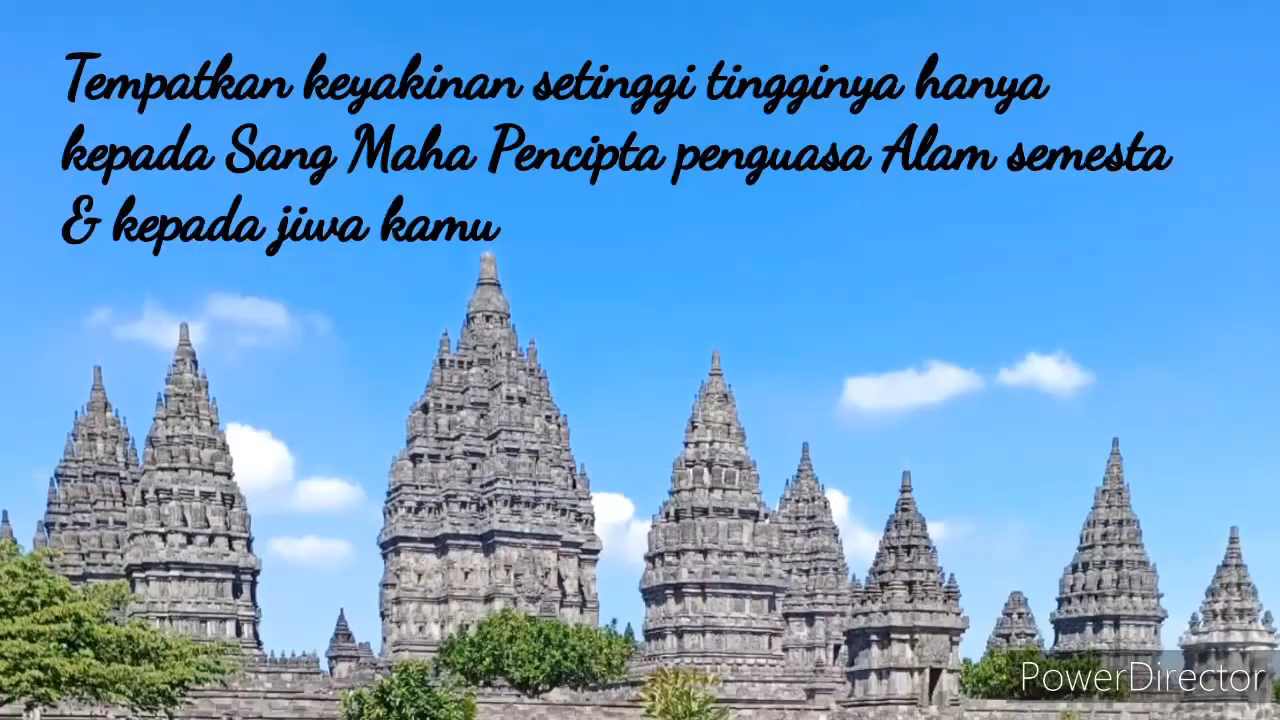 Tempatkan keyakinan setinggi tingginya hanya
kepada Sang Maha Pencipta penguasa Alam semesta
& kepada jiwa kamu
PowerDirector